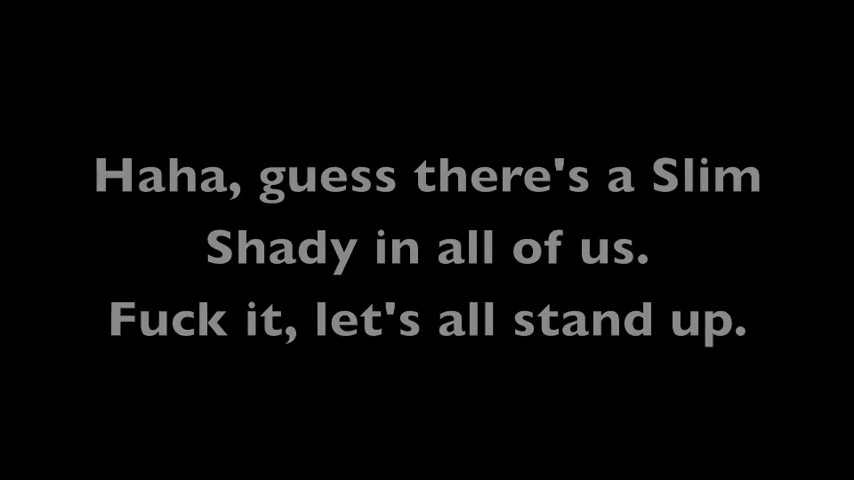 Haha, guess there's a Slim
Shady in all of us.
Fuck it, let's all stand up.